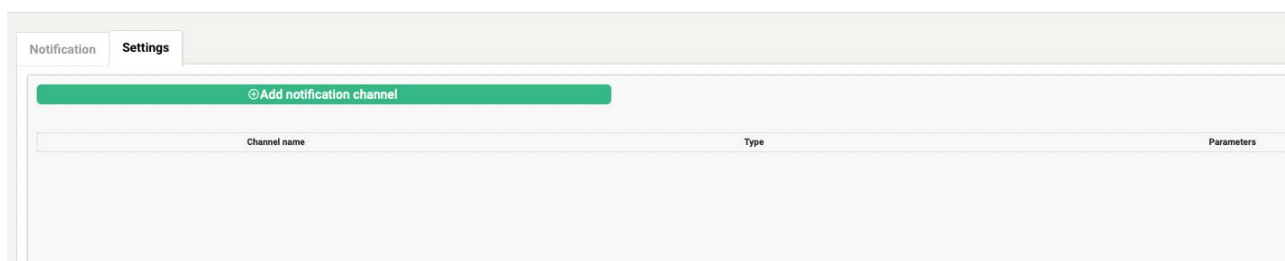 Notification Settings
⊕Add notification channel
Channel name Type Parameters